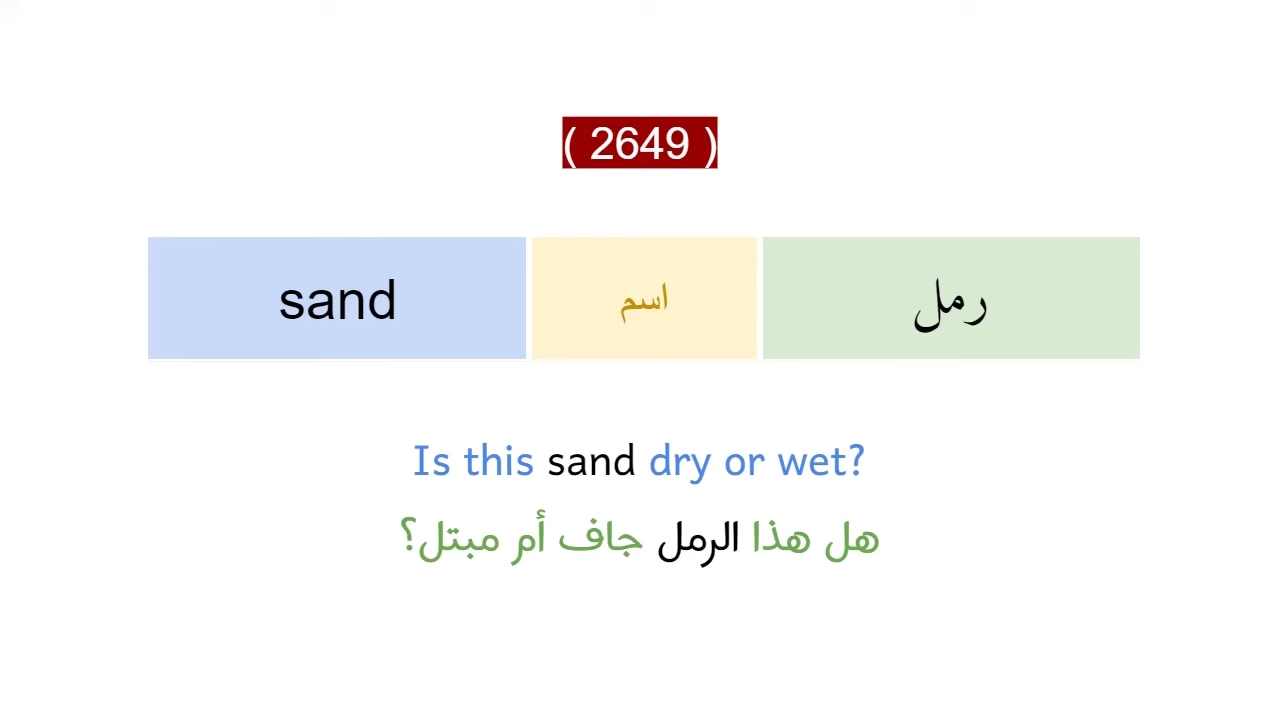 ( 2649 )
sand اسم رمل
Is this sand dry or wet?
هل هذا الرمل جاف أم مبتل؟